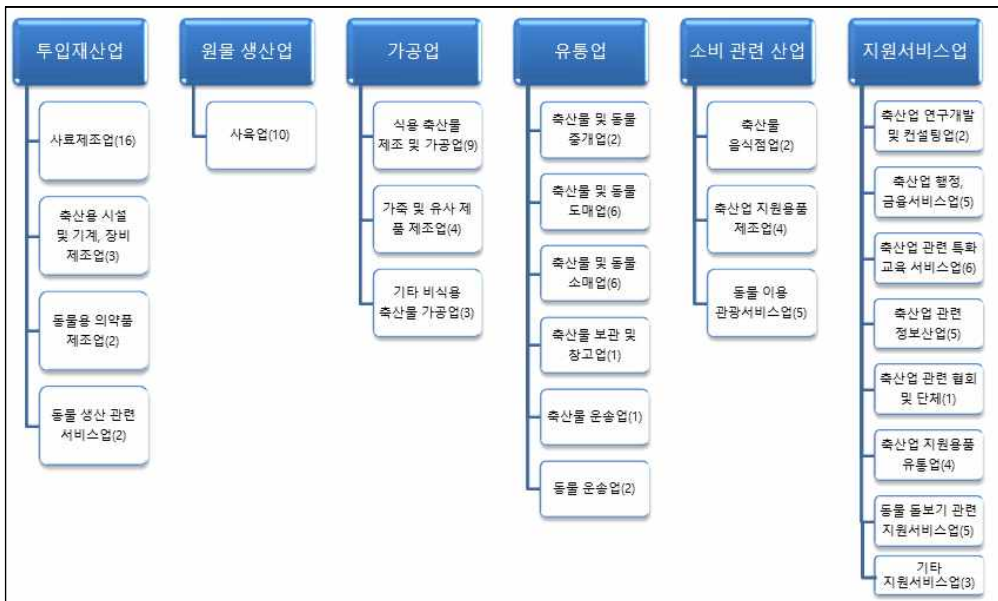 투입재산업
사료제조업(16)
축산용 시설
및 기계, 장비
제조업(3)
동물용 의약품
제조업(2)
동물 생산 관련
서비스업(2)
원물 생산업
사육업(10)
가공업
식용 축산물
제조 및 가공업(9)
가죽 및 유사 제
품 제조업(4)
기타 비식용
축산물 가공업(3)
유통업
축산물 및 동물
중개업(2)
축산물 및 동물
도매업(6)
축산물 및 동물
소매업(6)
축산물 보관 및
창고업(1)
축산물 운송업(1)
동물 운송업(2)
소비 관련 산업
축산물
음식점업(2)
축산업 지원용품
제조업(4)
동물 이용
관광서비스업(5)
지원서비스업
축산업 연구개발
및 컨설팅업(2)
축산업 행정,
금융서비스업(5)
축산업 관련 특화
교육 서비스업(6)
축산업 관련
정보산업(5)
축산업 관련 협회
및 단체(1)
축산업 지원용품
유통업(4)
동물 돌보기 관련
지원서비스업(5)
기타
지원서비스업(3)